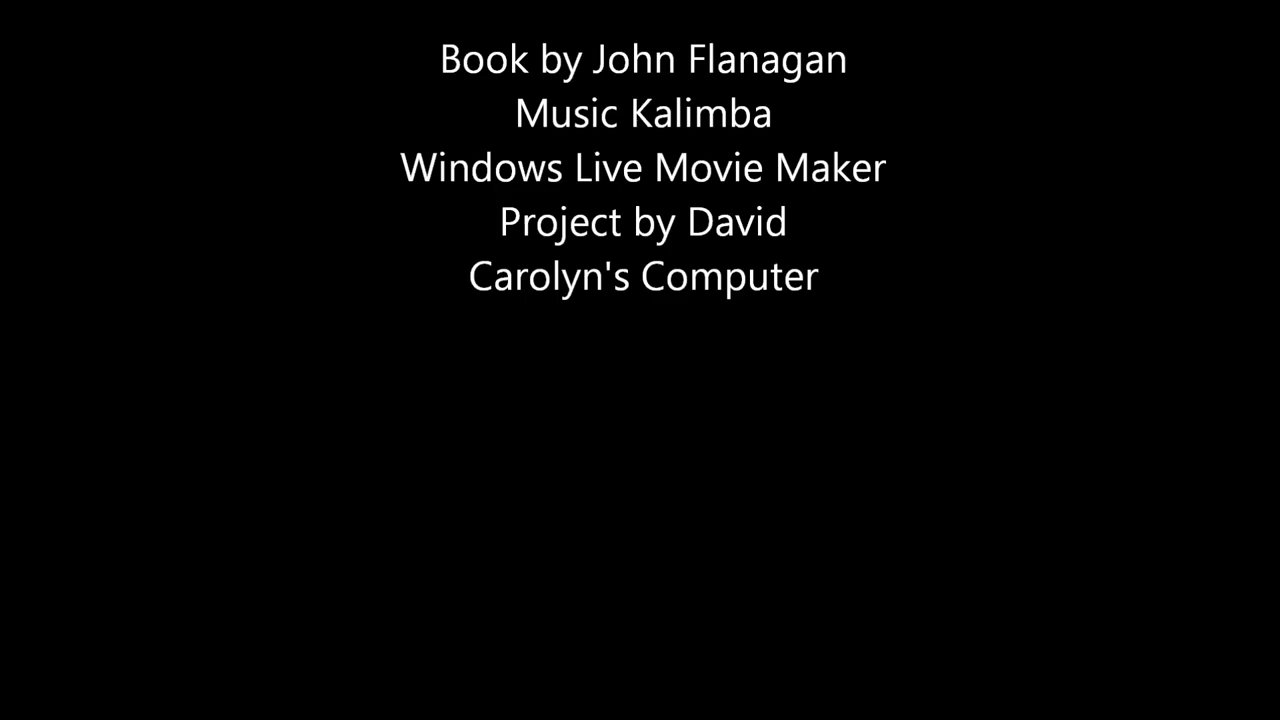 Book by John Flanagan
Music Kalimba
Windows Live Movie Maker
Project by David
Carolyn's Computer